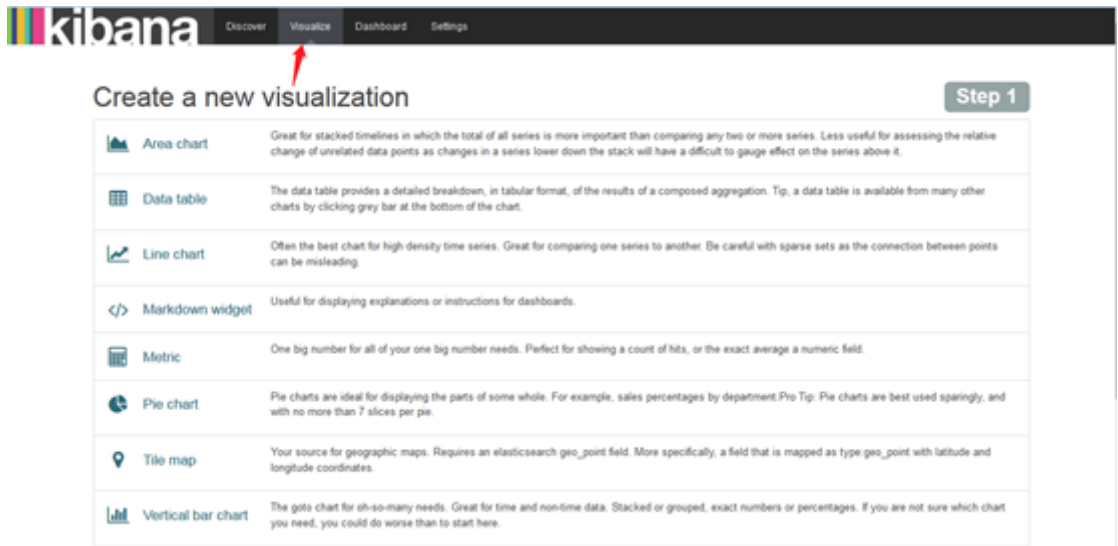 kibana Discover Visualize Dashboard Settings
Create a new visualization Step 1
Area chart
Great for stacked timelines in which the total of all series is more important than comparing any two or more series. Less useful for assessing the relative
change of unrelated data points as changes in a series lower down the stack will have a difficult to gauge effect on the series above it.
Data table
The data table provides a detailed breakdown, in tabular format, of the results of a composed aggregation. Tip, a data table is available from many other
charts by clicking grey bar at the bottom of the chart.
Line chart
Often the best chart for high density time series. Great for comparing one series to another. Be careful with sparse sets as the connection between points
can be misleading.
Markdown widget
Useful for displaying explanations or instructions for dashboards.
Metric
One big number for all of your one big number needs. Perfect for showing a count of hits, or the exact average a numeric field.
Pie chart
Pie charts are ideal for displaying the parts of some whole. For example, sales percentages by department.Pro Tip: Pie charts are best used sparingly, and
with no more than 7 slices per pie.
Tile map
Your source for geographic maps. Requires an elasticsearch geo_point field. More specifically, a field that is mapped as type:geo_point with latitude and
longitude coordinates.
Vertical bar chart
The goto chart for oh-so-many needs. Great for time and non-time data. Stacked or grouped, exact numbers or percentages. If you are not sure which chart
you need, you could do worse than to start here.